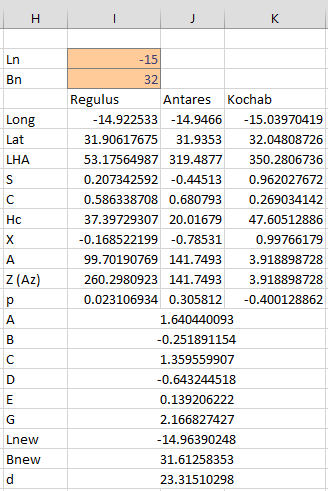 H I J K
Ln -15
Bn 32
Regulus Antares Kochab
Long -14.922533 -14.9466 -15.03970419
Lat 31.90617675 31.9353 32.04808726
LHA 53.17564987 319.4877 350.2806736
S 0.207342592 -0.44513 0.962027672
C 0.586338708 0.680793 0.269034142
Hc 37.39729307 20.01679 47.60512886
X -0.168522199 -0.78531 0.99766179
A 99.70190769 141.7493 3.918898728
Z (Az) 260.2980923 141.7493 3.918898728
p 0.023106934 0.305812 -0.400128862
A 1.640440093
B -0.251891154
C 1.359559907
D -0.643244518
E 0.139206222
G 2.166827427
Lnew -14.96390248
Bnew 31.61258353
d 23.31510298